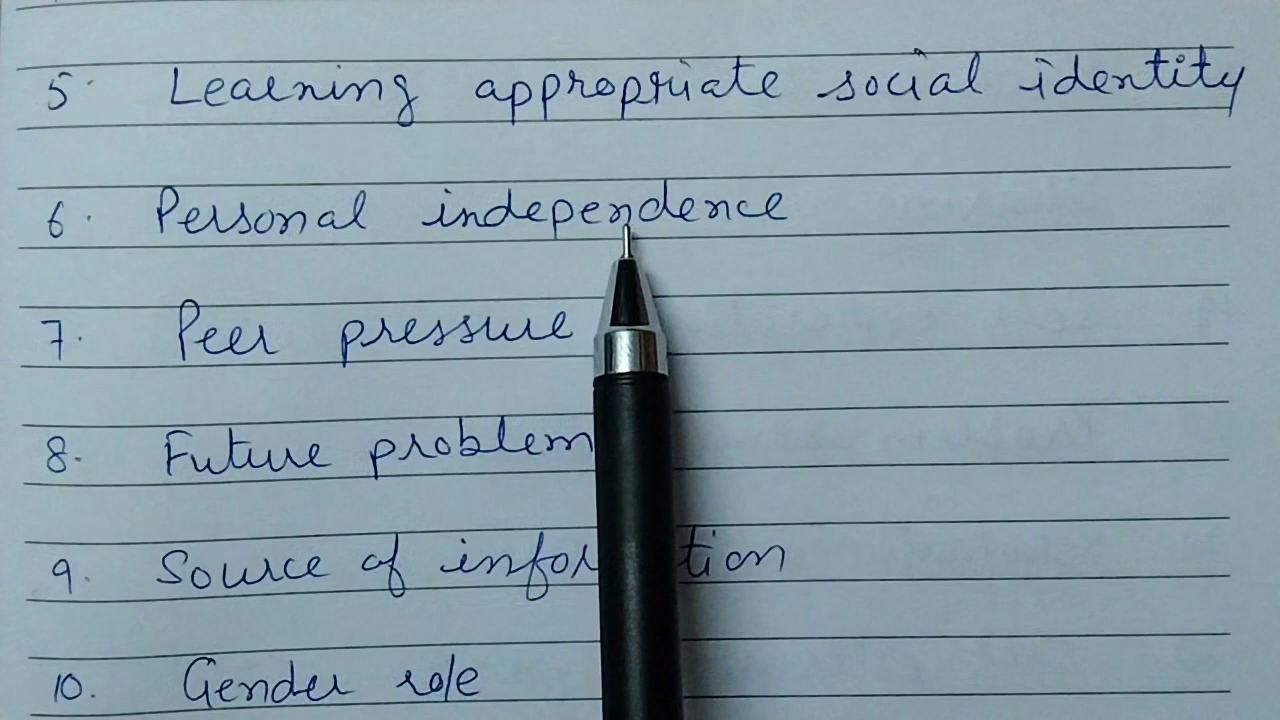 5. Learning appropriate social identity
6. Personal independence
7. Peer pressure
8. Future problem
9. Source of
10. Gender role